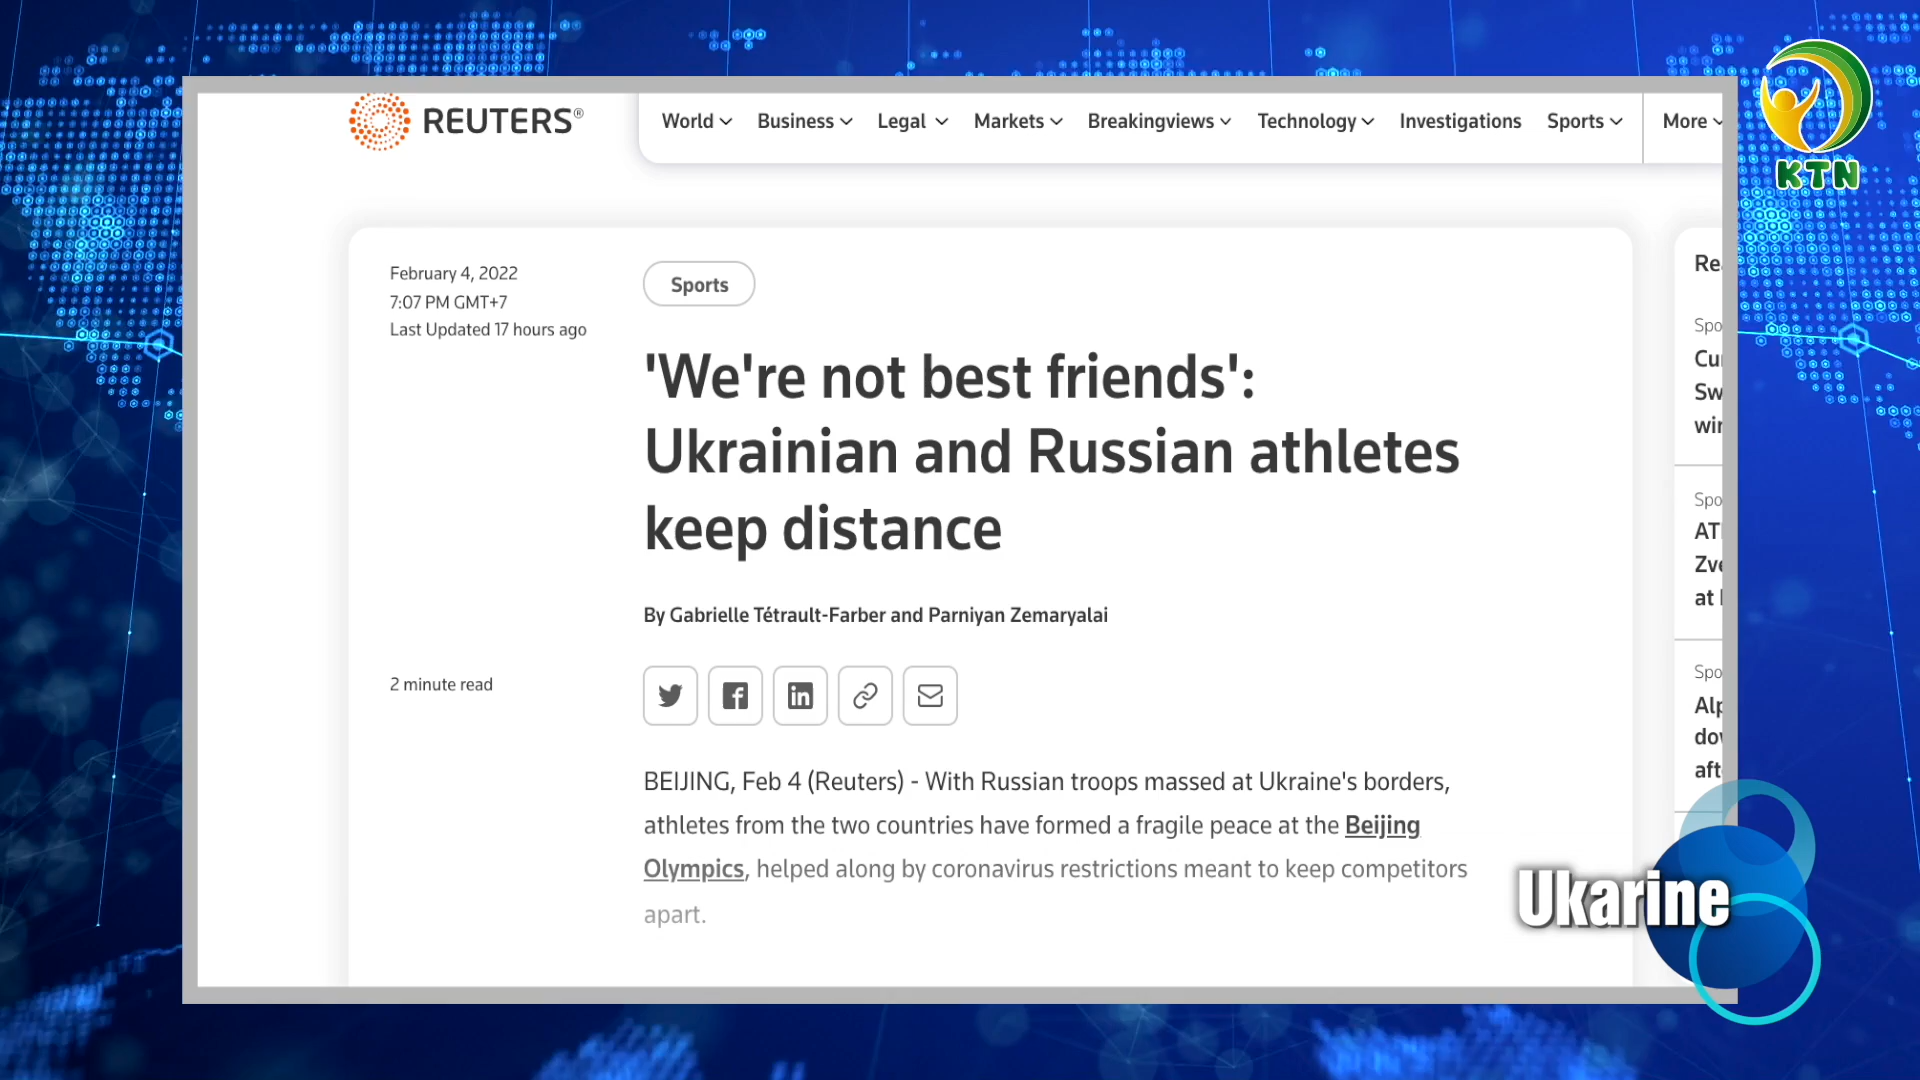 REUTERS®
World
Business
Legal
Markets
Breakingviews
Technology
Investigations
Sports
More
KTN
February 4, 2022
7:07 PM GMT+7
Last Updated 17 hours ago
Sports
'We're not best friends':
Ukrainian and Russian athletes
keep distance
By Gabrielle Tétrault-Farber and Parniyan Zemaryalai
2 minute read
BEIJING, Feb 4 (Reuters) - With Russian troops massed at Ukraine's borders,
athletes from the two countries have formed a fragile peace at the Beijing
Olympics, helped along by coronavirus restrictions meant to keep competitors
apart.
at
Ukarine